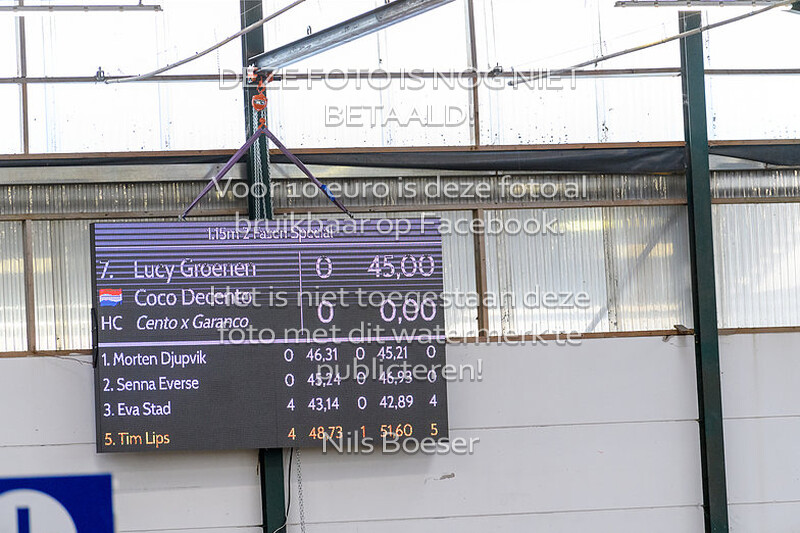 DEZE FOTO IS NOG NIET
BETAALD!
Voor 10 euro is deze foto al
bruikbaar op Facebook.
Het is niet toegestaan deze
foto met dit watermerk te
publiceren!
Nils Boeser
1.15m 2 Fasen Special
7. Lucy Groenen 0 45,00
Coco Decento
HC Cento x Garanco 0 0,00
1. Morten Djupvik 0 46,31 0 45,21 0
2. Senna Everse 0 45,24 0 46,93 0
3. Eva Stad 4 43,14 0 42,89 4
5. Tim Lips 4 48,73 1 51,60 5